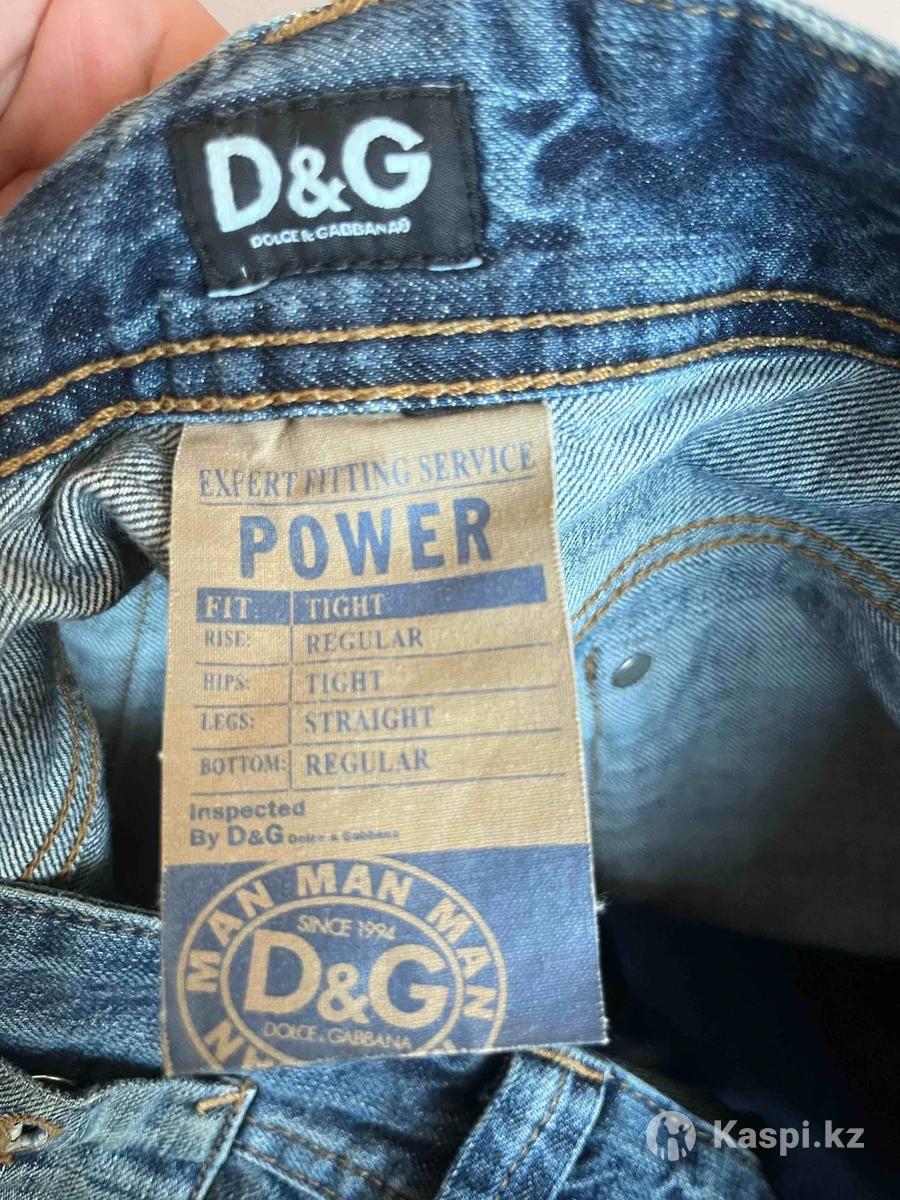 D&G
DOLCE & GABBANA
EXPERT FITTING SERVICE
POWER
FIT: TIGHT
RISE: REGULAR
HIPS: TIGHT
LEGS: STRAIGHT
BOTTOM: REGULAR
Inspected
By D&G Dolce & Gabbana
MAN MAN MAN MAN
SINCE 1994
D&G
DOLCE & GABBANA
Kaspi.kz